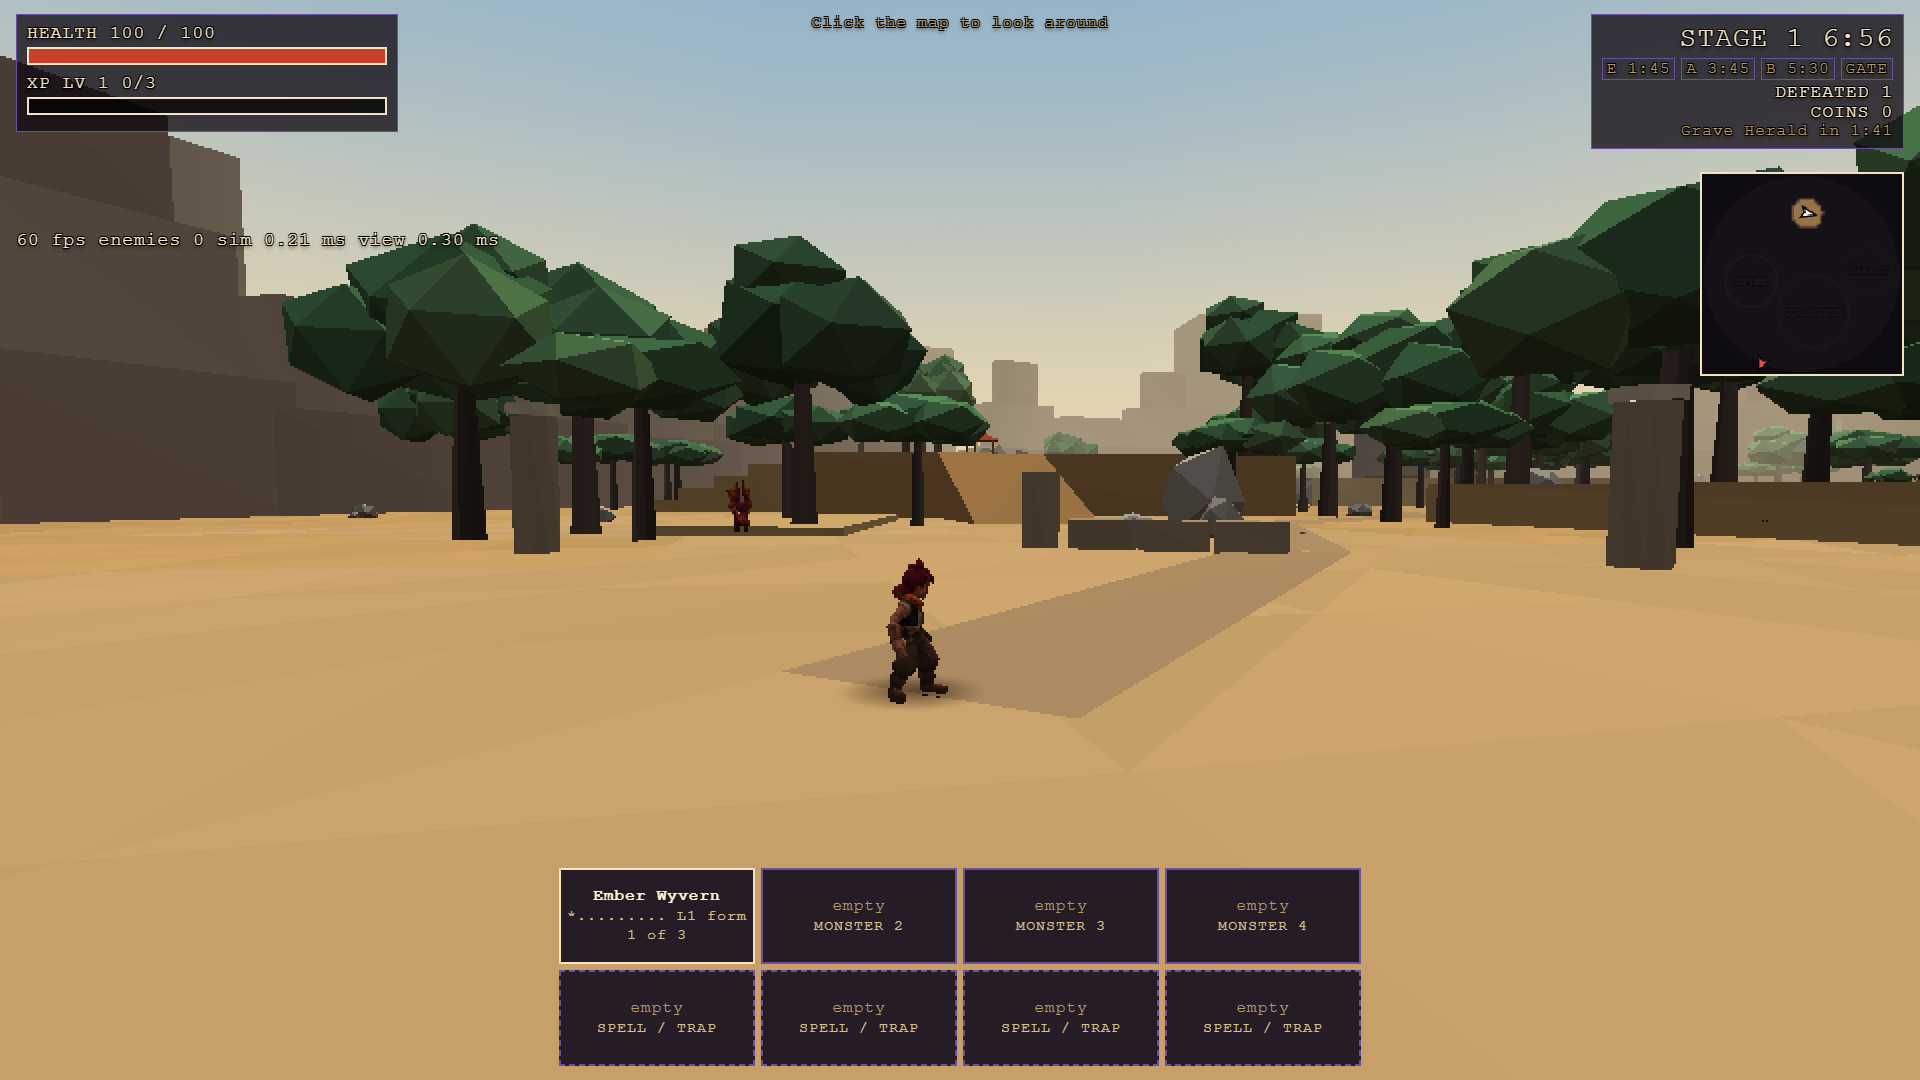 HEALTH 100 / 100
XP LV 1 0/3
Click the map to look around
STAGE 1 6:56
E 1:45 A 3:45 B 5:30 GATE
DEFEATED 1
COINS 0
Grave Herald in 1:41
60 fps enemies 0 sim 0.21 ms view 0.30 ms
Ember Wyvern
*......... L1 form
1 of 3
empty
MONSTER 2
empty
MONSTER 3
empty
MONSTER 4
empty
SPELL / TRAP
empty
SPELL / TRAP
empty
SPELL / TRAP
empty
SPELL / TRAP